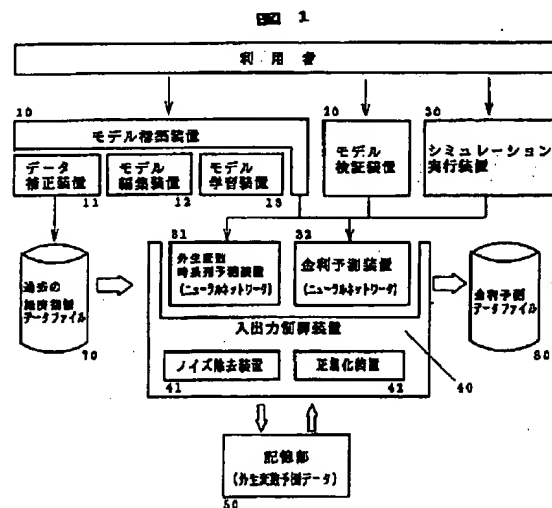 図 1
利用者
10
モデル構築装置
データ
補正装置
11
モデル
編集装置
12
モデル
学習装置
13
20
モデル
検証装置
30
シミュレーション
実行装置
31
外生変数
時系列予測装置
(ニューラルネットワーク)
32
金利予測装置
(ニューラルネットワーク)
過去の
経済指標
データファイル
70
入出力制御装置
ノイズ除去装置
41
正規化装置
42
40
金利予測
データファイル
80
記憶部
(外生変数予測データ)
50